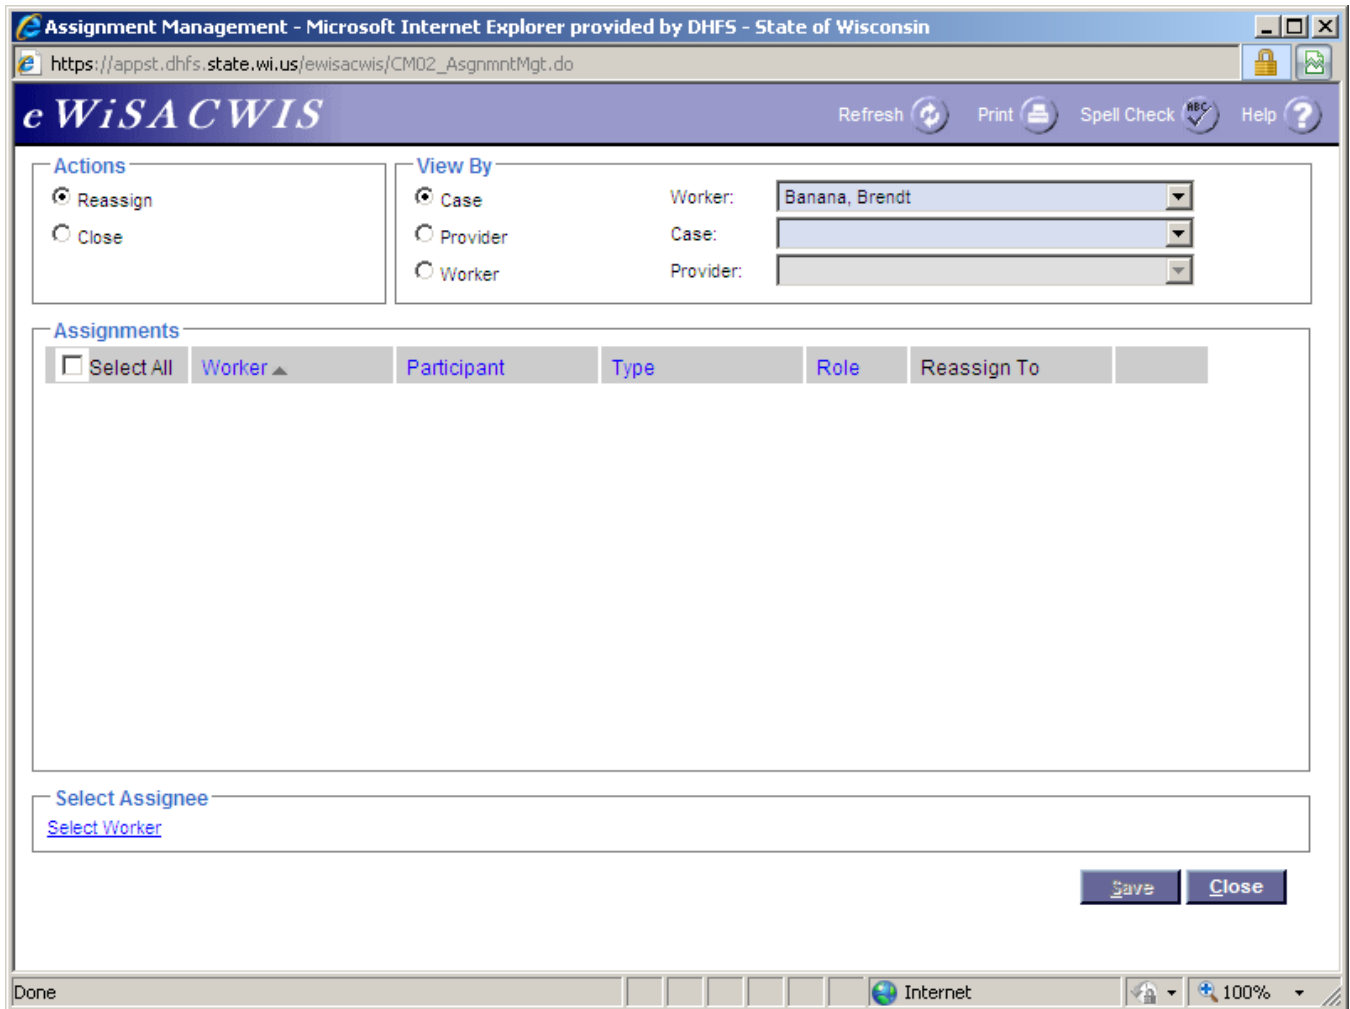 Assignment Management - Microsoft Internet Explorer provided by DHFS - State of Wisconsin
https://appst.dhfs.state.wi.us/ewisacwis/CM02_AsgnmntMgt.do
e WiSACWIS
Refresh Print Spell Check ABC Help ?
Actions
Reassign
Close
View By
Case
Provider
Worker
Worker: Banana, Brendt
Case:
Provider:
Assignments
Select All Worker Participant Type Role Reassign To
Select Assignee
Select Worker
Save Close
Done Internet 100%